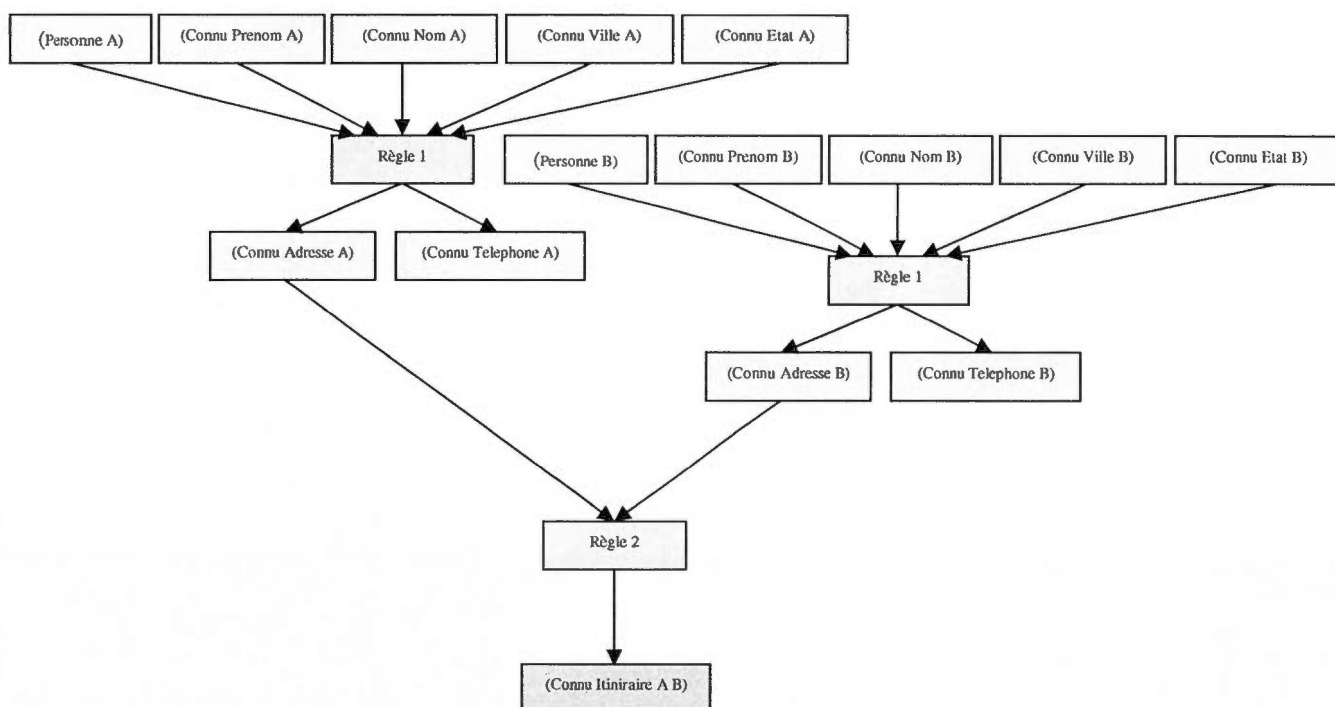 (Personne A)
(Connu Prenom A)
(Connu Nom A)
(Connu Ville A)
(Connu Etat A)
Règle 1
(Personne B)
(Connu Prenom B)
(Connu Nom B)
(Connu Ville B)
(Connu Etat B)
(Connu Adresse A)
(Connu Telephone A)
Règle 1
(Connu Adresse B)
(Connu Telephone B)
Règle 2
(Connu Itiniraire A B)